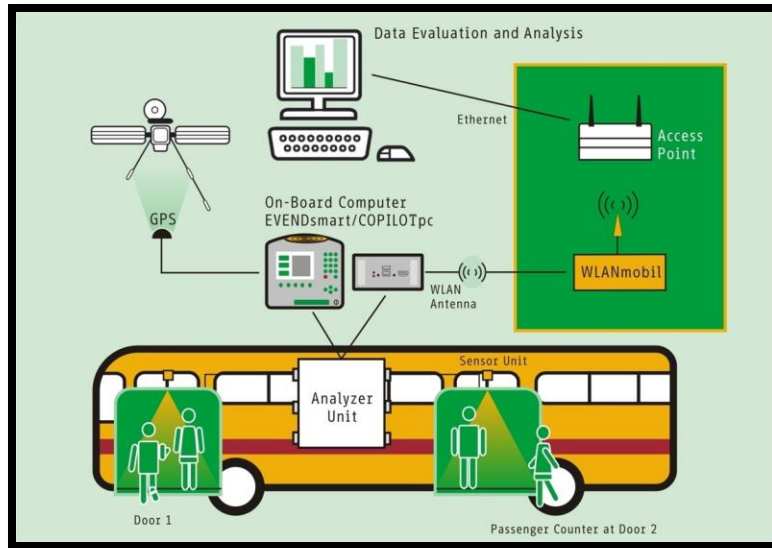 Data Evaluation and Analysis
Ethernet
Access
Point
GPS
On-Board Computer
EVENDsmart/COPILOTpc
WLAN
Antenna
WLANmobil
Sensor Unit
Analyzer
Unit
Door 1
Passenger Counter at Door 2